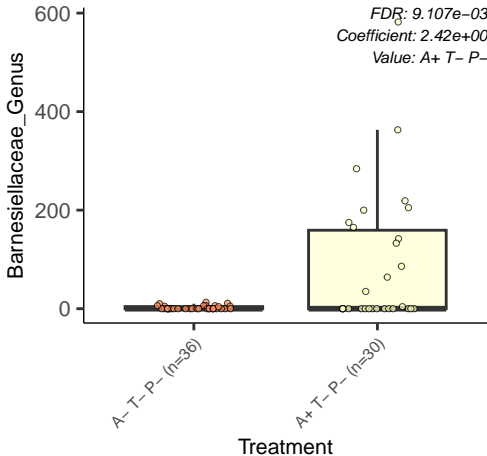 FDR: 9.107e−03
Coefficient: 2.42e+00
Value: A+ T− P−
600
400
200
0
Barnesiellaceae_Genus
A− T− P− (n=36)
A+ T− P− (n=30)
Treatment